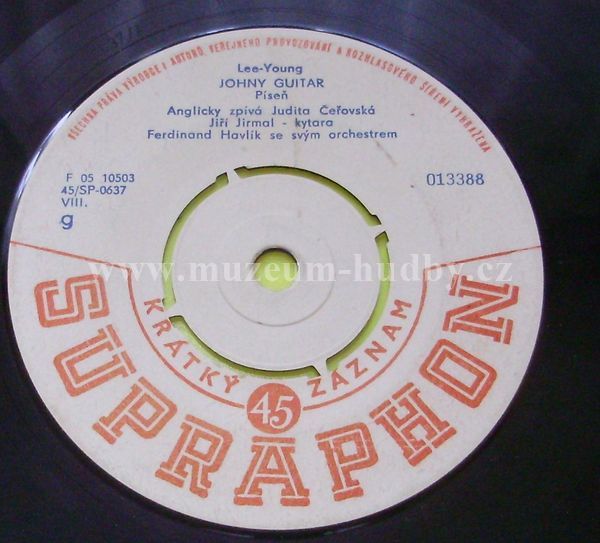 VŠECHNA PRÁVA VÝROBCE I AUTORŮ, VEŘEJNÉHO PROVOZOVÁNÍ A ROZHLASOVÉHO ŠÍŘENÍ VYHRAŽENA
Lee-Young
JOHNY GUITAR
Píseň
Anglicky zpívá Judita Čeřovská
Jiří Jirmal - kytara
Ferdinand Havlík se svým orchestrem
F 05 10503
45/SP-0637
VIII.
g
013388
www.muzeum-hudby.cz
KRÁTKÝ 45 ZÁZNAM
SUPRAPHON